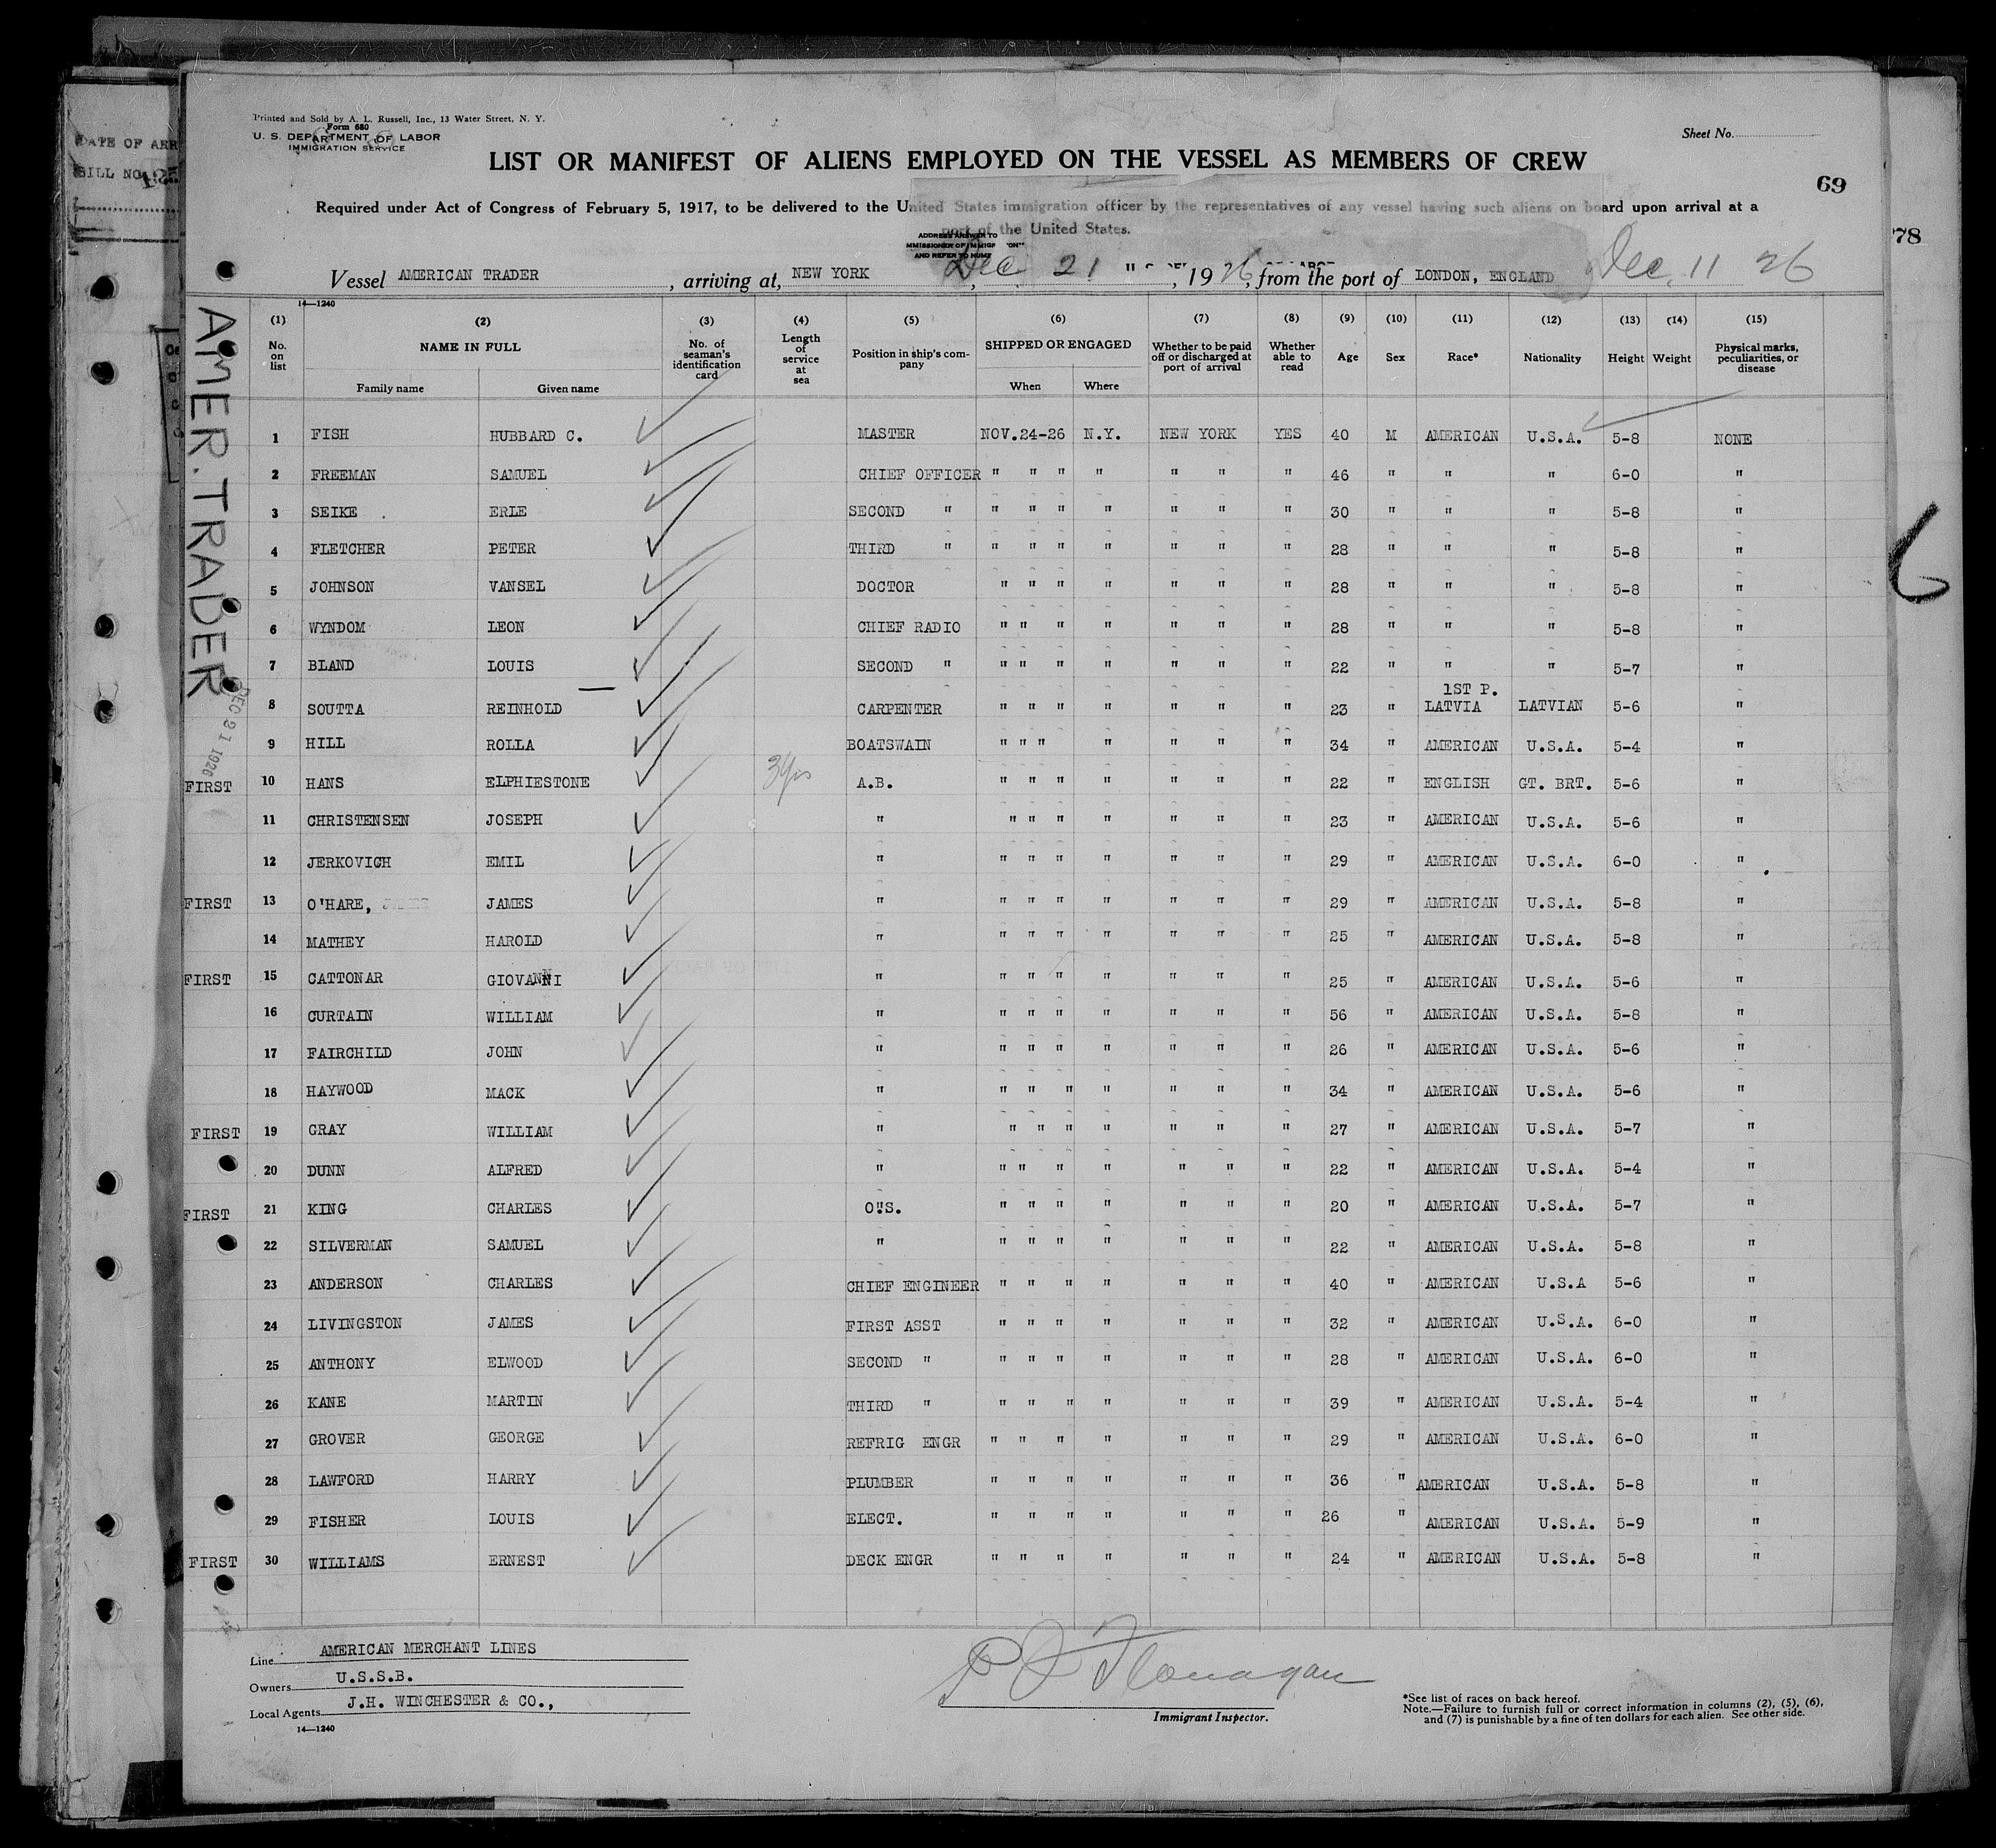 Printed and Sold by A. L. Russell, Inc., 13 Water Street, N. Y.
Form 680
U. S. DEPARTMENT OF LABOR
IMMIGRATION SERVICE
Sheet No.
DATE OF ARR
BILL NO.
LIST OR MANIFEST OF ALIENS EMPLOYED ON THE VESSEL AS MEMBERS OF CREW
69
Required under Act of Congress of February 5, 1917, to be delivered to the United States immigration officer by the representatives of any vessel having such aliens on board upon arrival at a
port of the United States.
78
ADDRESS ANSWER TO
MMISSIONER OF IMMIGR "ON"
AND REFER TO NUMB
Vessel AMERICAN TRADER, arriving at, NEW YORK, Dec 21, 1926, from the port of LONDON, ENGLAND Dec, 11 26
14—1240
AMER. TRADER
DEC 21 1926
6
(1) (2) (3) (4) (5) (6) (7) (8) (9) (10) (11) (12) (13) (14) (15)
No. on list NAME IN FULL Family name Given name No. of seaman's identification card Length of service at sea Position in ship's company SHIPPED OR ENGAGED When Where Whether to be paid off or discharged at port of arrival Whether able to read Age Sex Race* Nationality Height Weight Physical marks, peculiarities, or disease
1 FISH HUBBARD C. MASTER NOV.24-26 N.Y. NEW YORK YES 40 M AMERICAN U.S.A. 5-8 NONE
2 FREEMAN SAMUEL CHIEF OFFICER " " " " " " " 46 " " " 6-0 "
3 SEIKE ERLE SECOND " " " " " " " " 30 " " " 5-8 "
4 FLETCHER PETER THIRD " " " " " " " " 28 " " " 5-8 "
5 JOHNSON VANSEL DOCTOR " " " " " " " 28 " " " 5-8 "
6 WYNDOM LEON CHIEF RADIO " " " " " " " 28 " " " 5-8 "
7 BLAND LOUIS SECOND " " " " " " " " 22 " " " 5-7 "
8 SOUTTA REINHOLD CARPENTER " " " " " " " 23 " 1ST P. LATVIA LATVIAN 5-6 "
9 HILL ROLLA BOATSWAIN " " " " " " " 34 " AMERICAN U.S.A. 5-4 "
FIRST 10 HANS ELPHIESTONE 3yrs A.B. " " " " " " " 22 " ENGLISH GT. BRT. 5-6 "
11 CHRISTENSEN JOSEPH " " " " " " " " 23 " AMERICAN U.S.A. 5-6 "
12 JERKOVICH EMIL " " " " " " " " 29 " AMERICAN U.S.A. 6-0 "
FIRST 13 O'HARE, JAMES " " " " " " " " 29 " AMERICAN U.S.A. 5-8 "
14 MATHEY HAROLD " " " " " " " " 25 " AMERICAN U.S.A. 5-8 "
FIRST 15 CATTONAR GIOVANNI " " " " " " " " 25 " AMERICAN U.S.A. 5-6 "
16 CURTAIN WILLIAM " " " " " " " " 56 " AMERICAN U.S.A. 5-8 "
17 FAIRCHILD JOHN " " " " " " " " 26 " AMERICAN U.S.A. 5-6 "
18 HAYWOOD MACK " " " " " " " " 34 " AMERICAN U.S.A. 5-6 "
FIRST 19 GRAY WILLIAM " " " " " " " " 27 " AMERICAN U.S.A. 5-7 "
20 DUNN ALFRED " " " " " " " " 22 " AMERICAN U.S.A. 5-4 "
FIRST 21 KING CHARLES O"S. " " " " " " " 20 " AMERICAN U.S.A. 5-7 "
22 SILVERMAN SAMUEL " " " " " " " " 22 " AMERICAN U.S.A. 5-8 "
23 ANDERSON CHARLES CHIEF ENGINEER " " " " " " " 40 " AMERICAN U.S.A 5-6 "
24 LIVINGSTON JAMES FIRST ASST " " " " " " " 32 " AMERICAN U.S.A. 6-0 "
25 ANTHONY ELWOOD SECOND " " " " " " " " 28 " AMERICAN U.S.A. 6-0 "
26 KANE MARTIN THIRD " " " " " " " " 39 " AMERICAN U.S.A. 5-4 "
27 GROVER GEORGE REFRIG ENGR " " " " " " " 29 " AMERICAN U.S.A. 6-0 "
28 LAWFORD HARRY PLUMBER " " " " " " " 36 " AMERICAN U.S.A. 5-8 "
29 FISHER LOUIS ELECT. " " " " " " " 26 " AMERICAN U.S.A. 5-9 "
FIRST 30 WILLIAMS ERNEST DECK ENGR " " " " " " " 24 " AMERICAN U.S.A. 5-8 "
Line AMERICAN MERCHANT LINES
Owners U.S.S.B.
Local Agents J.H. WINCHESTER & CO.,
14—1240
P J Flanagan
Immigrant Inspector.
*See list of races on back hereof.
Note.—Failure to furnish full or correct information in columns (2), (5), (6),
and (7) is punishable by a fine of ten dollars for each alien. See other side.